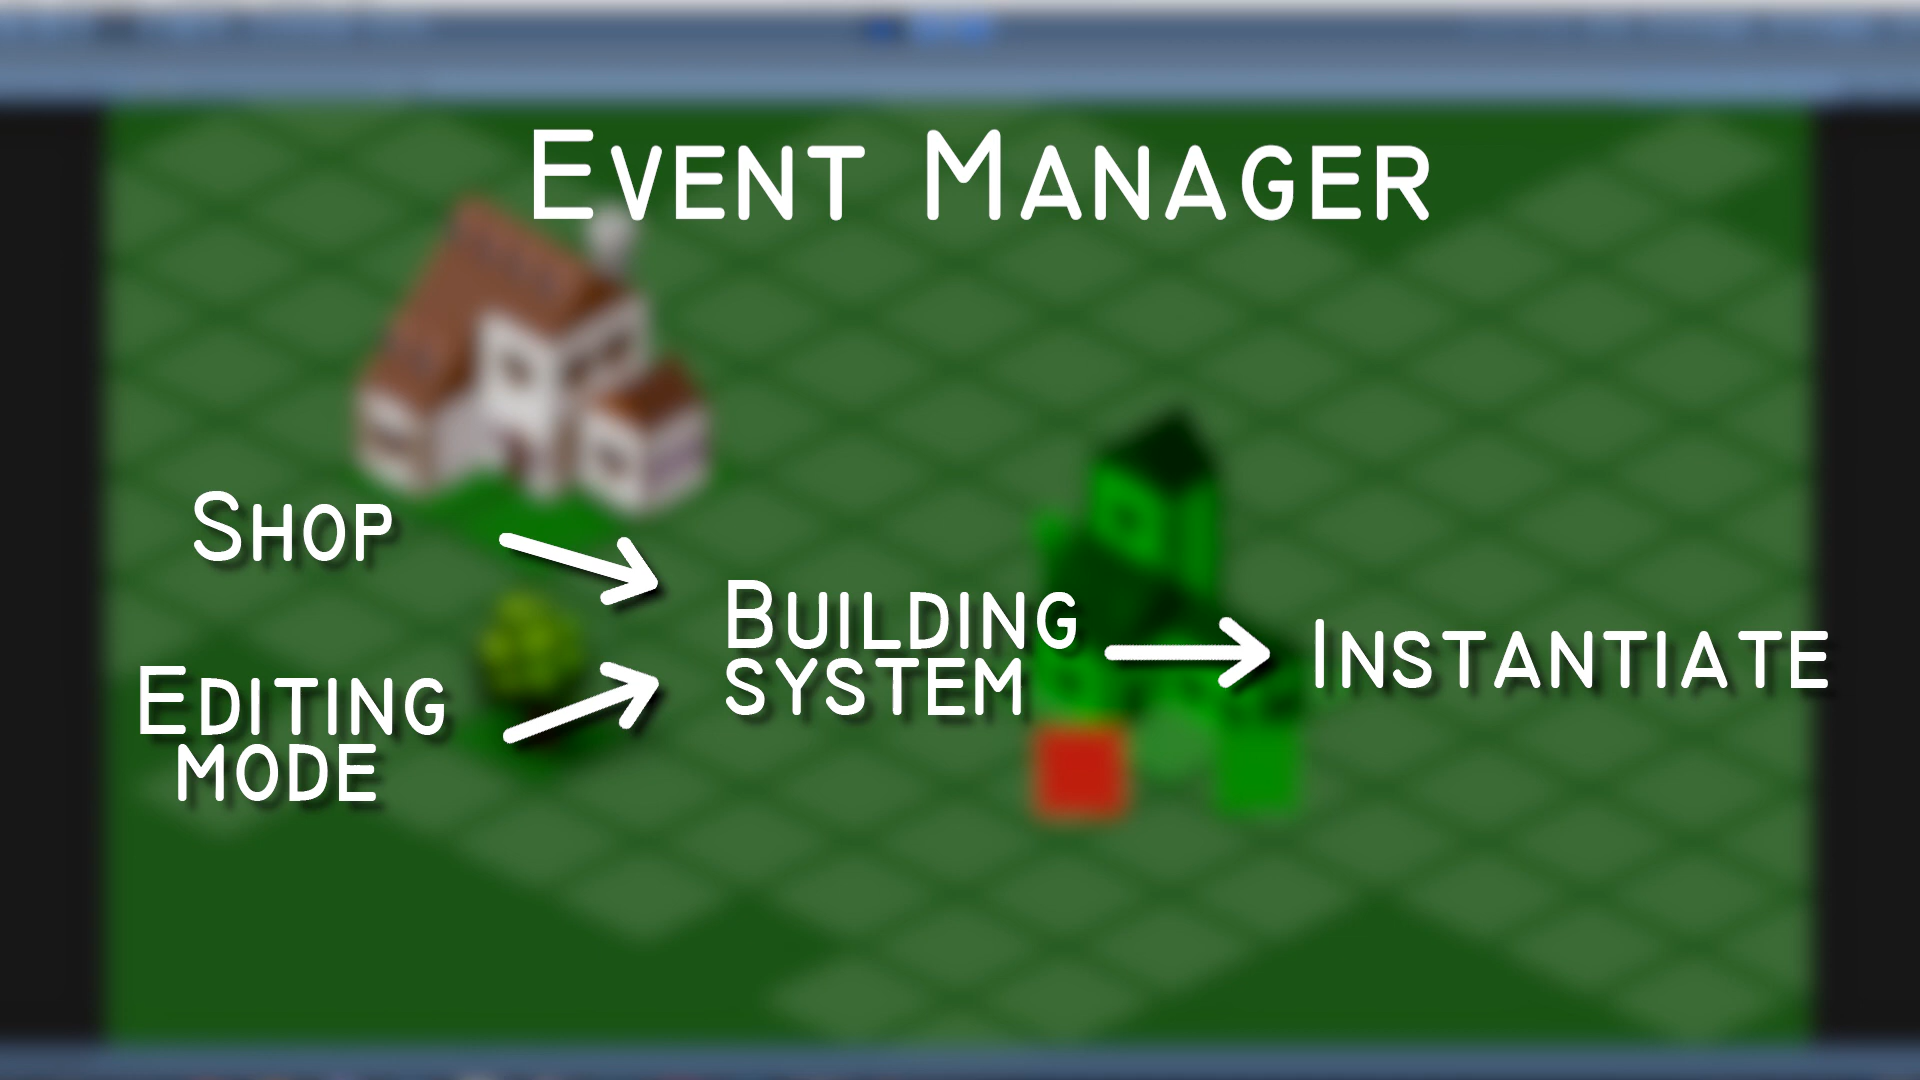 Event Manager
Shop
Editing
mode
Building
system
Instantiate